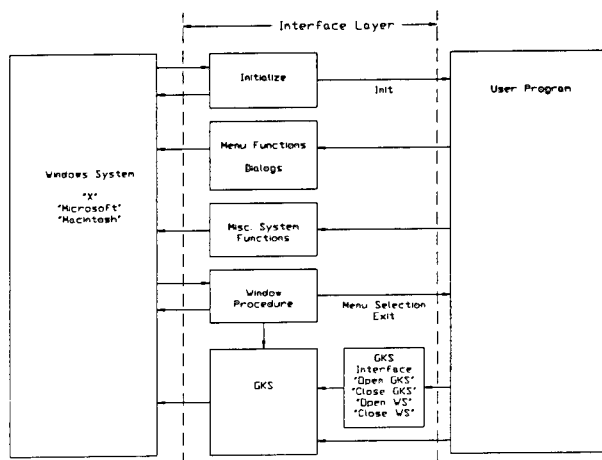 Interface Layer
Initialize
Init
User Program
Menu Functions
Dialogs
Windows System
"X"
"Microsoft"
"Macintosh"
Misc. System
Functions
Window
Procedure
Menu Selection
Exit
GKS
GKS
Interface
"Open GKS"
"Close GKS"
"Open WS"
"Close WS"